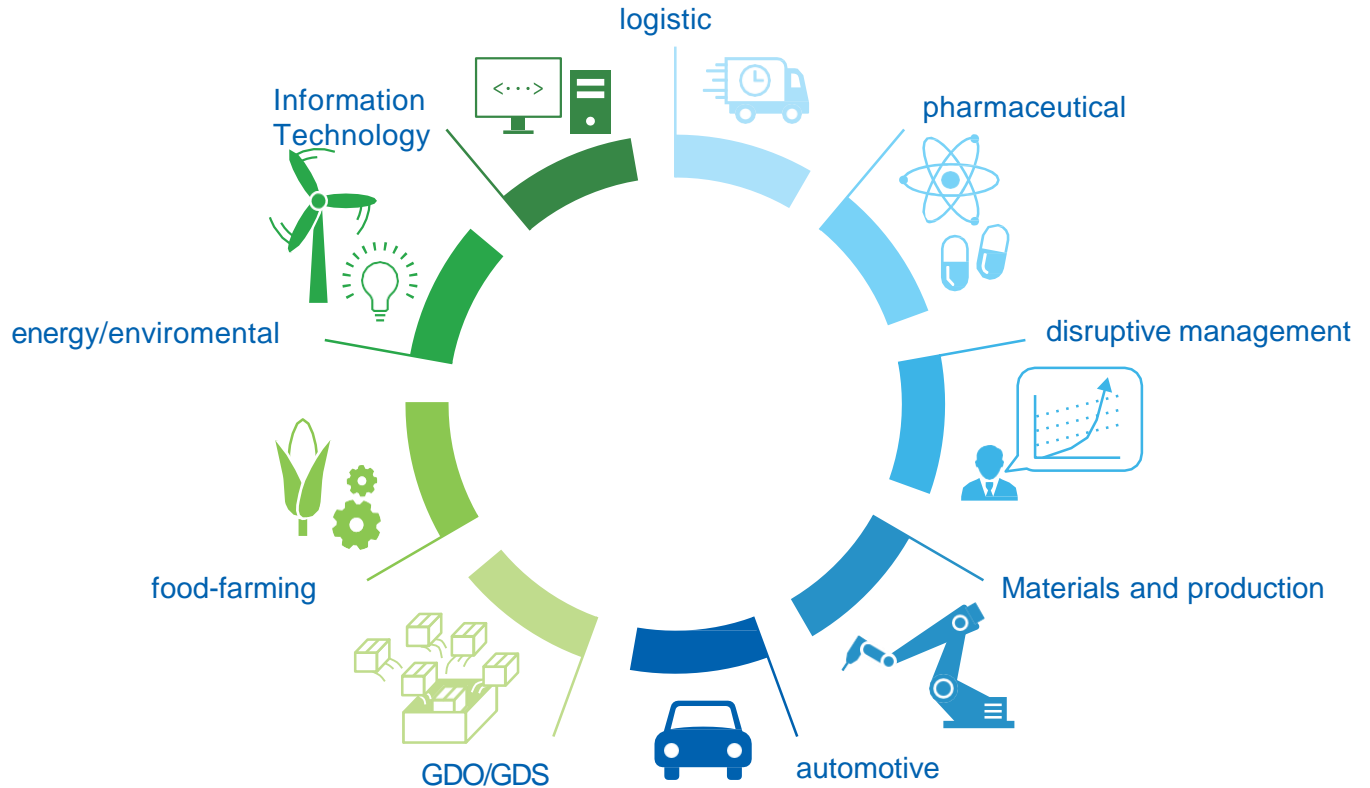 logistic
pharmaceutical
disruptive management
Materials and production
automotive
GDO/GDS
food-farming
energy/enviromental
Information
Technology
<···>